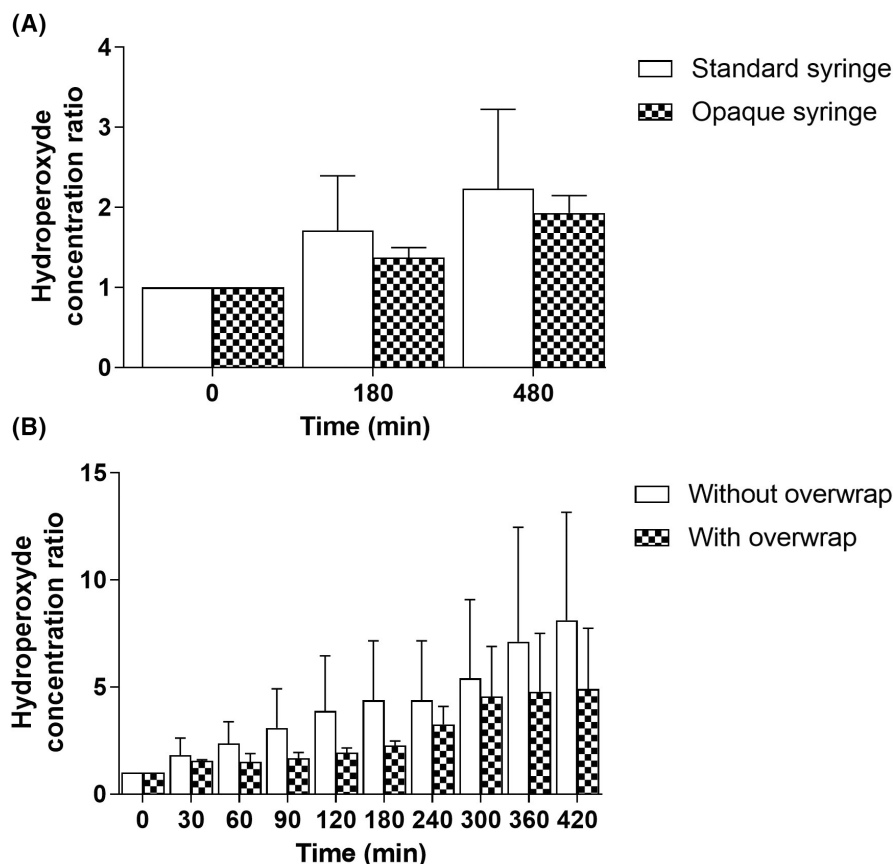 (A)
Hydroperoxyde
concentration ratio
4
3
2
1
0
0 180 480
Time (min)
Standard syringe
Opaque syringe
(B)
Hydroperoxyde
concentration ratio
15
10
5
0
0 30 60 90 120 180 240 300 360 420
Time (min)
Without overwrap
With overwrap